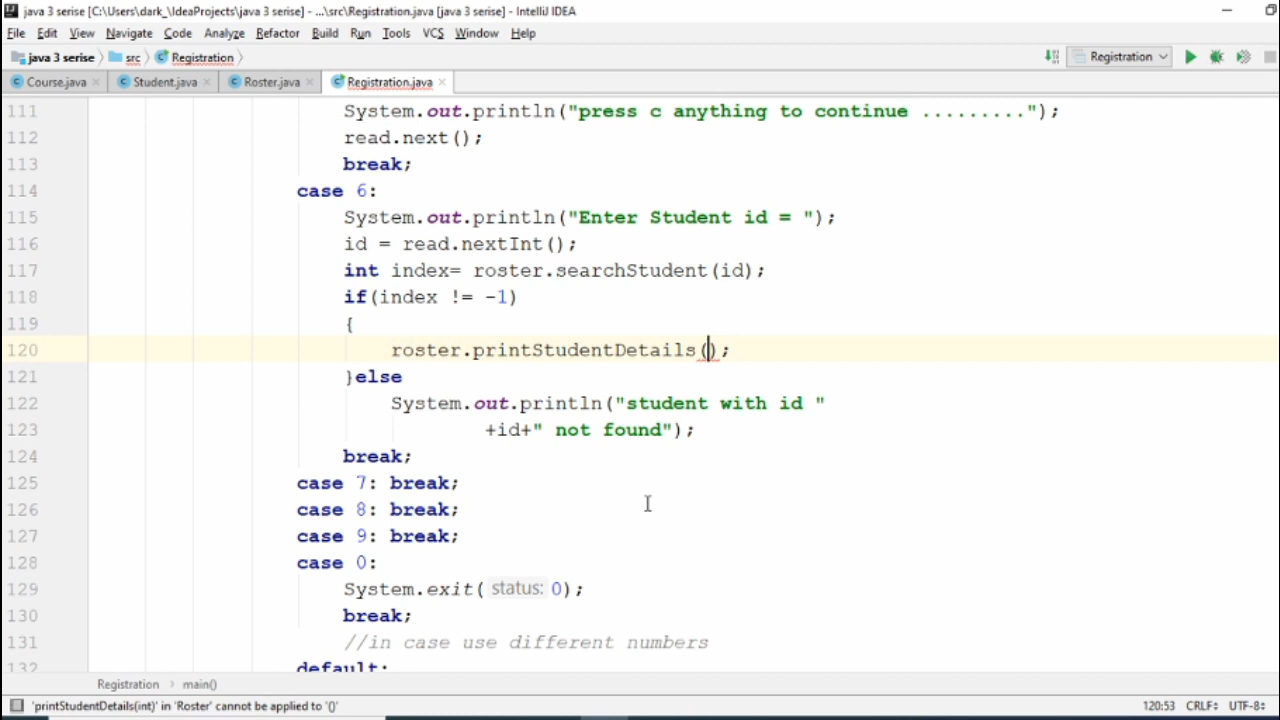 java 3 serise [C:\Users\dark_\IdeaProjects\java 3 serise] - ...\src\Registration.java [java 3 serise] - IntelliJ IDEA
File Edit View Navigate Code Analyze Refactor Build Run Tools VCS Window Help
java 3 serise src Registration Registration
Course.java Student.java Roster.java Registration.java
111 System.out.println("press c anything to continue .........");
112 read.next();
113 break;
114 case 6:
115 System.out.println("Enter Student id = ");
116 id = read.nextInt();
117 int index= roster.searchStudent(id);
118 if(index != -1)
119 {
120 roster.printStudentDetails();
121 }else
122 System.out.println("student with id "
123 +id+" not found");
124 break;
125 case 7: break;
126 case 8: break;
127 case 9: break;
128 case 0:
129 System.exit( status: 0);
130 break;
131 //in case use different numbers
132 default:
Registration main()
'printStudentDetails(int)' in 'Roster' cannot be applied to '()' 120:53 CRLF UTF-8